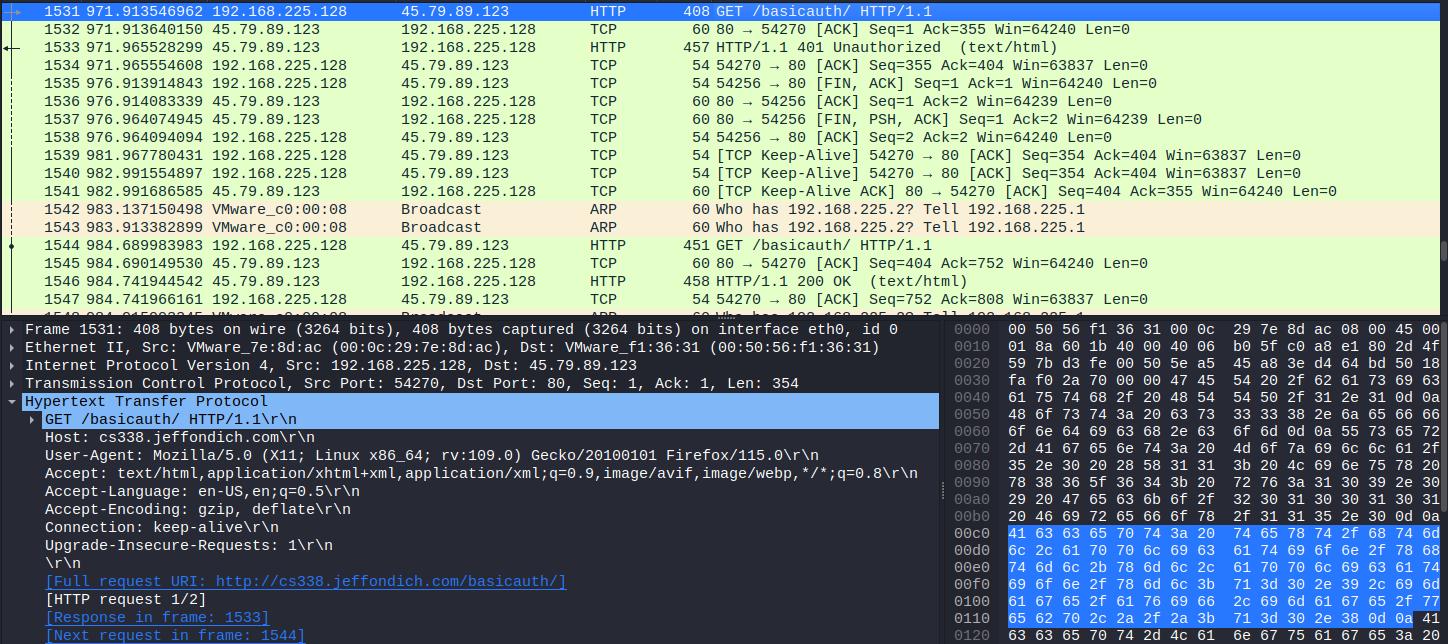 1531 971.913546962 192.168.225.128 45.79.89.123 HTTP 408 GET /basicauth/ HTTP/1.1
1532 971.913640150 45.79.89.123 192.168.225.128 TCP 60 80 → 54270 [ACK] Seq=1 Ack=355 Win=64240 Len=0
1533 971.965528299 45.79.89.123 192.168.225.128 HTTP 457 HTTP/1.1 401 Unauthorized (text/html)
1534 971.965554608 192.168.225.128 45.79.89.123 TCP 54 54270 → 80 [ACK] Seq=355 Ack=404 Win=63837 Len=0
1535 976.913914843 192.168.225.128 45.79.89.123 TCP 54 54256 → 80 [FIN, ACK] Seq=1 Ack=1 Win=64240 Len=0
1536 976.914083339 45.79.89.123 192.168.225.128 TCP 60 80 → 54256 [ACK] Seq=1 Ack=2 Win=64239 Len=0
1537 976.964074945 45.79.89.123 192.168.225.128 TCP 60 80 → 54256 [FIN, PSH, ACK] Seq=1 Ack=2 Win=64239 Len=0
1538 976.964094094 192.168.225.128 45.79.89.123 TCP 54 54256 → 80 [ACK] Seq=2 Ack=2 Win=64240 Len=0
1539 981.967780431 192.168.225.128 45.79.89.123 TCP 54 [TCP Keep-Alive] 54270 → 80 [ACK] Seq=354 Ack=404 Win=63837 Len=0
1540 982.991554897 192.168.225.128 45.79.89.123 TCP 54 [TCP Keep-Alive] 54270 → 80 [ACK] Seq=354 Ack=404 Win=63837 Len=0
1541 982.991686585 45.79.89.123 192.168.225.128 TCP 60 [TCP Keep-Alive ACK] 80 → 54270 [ACK] Seq=404 Ack=355 Win=64240 Len=0
1542 983.137150498 VMware_c0:00:08 Broadcast ARP 60 Who has 192.168.225.2? Tell 192.168.225.1
1543 983.913382899 VMware_c0:00:08 Broadcast ARP 60 Who has 192.168.225.2? Tell 192.168.225.1
1544 984.689983983 192.168.225.128 45.79.89.123 HTTP 451 GET /basicauth/ HTTP/1.1
1545 984.690149530 45.79.89.123 192.168.225.128 TCP 60 80 → 54270 [ACK] Seq=404 Ack=752 Win=64240 Len=0
1546 984.741944542 45.79.89.123 192.168.225.128 HTTP 458 HTTP/1.1 200 OK (text/html)
1547 984.741966161 192.168.225.128 45.79.89.123 TCP 54 54270 → 80 [ACK] Seq=752 Ack=808 Win=63837 Len=0
Frame 1531: 408 bytes on wire (3264 bits), 408 bytes captured (3264 bits) on interface eth0, id 0
Ethernet II, Src: VMware_7e:8d:ac (00:0c:29:7e:8d:ac), Dst: VMware_f1:36:31 (00:50:56:f1:36:31)
Internet Protocol Version 4, Src: 192.168.225.128, Dst: 45.79.89.123
Transmission Control Protocol, Src Port: 54270, Dst Port: 80, Seq: 1, Ack: 1, Len: 354
Hypertext Transfer Protocol
GET /basicauth/ HTTP/1.1\r\n
Host: cs338.jeffondich.com\r\n
User-Agent: Mozilla/5.0 (X11; Linux x86_64; rv:109.0) Gecko/20100101 Firefox/115.0\r\n
Accept: text/html,application/xhtml+xml,application/xml;q=0.9,image/avif,image/webp,*/*;q=0.8\r\n
Accept-Language: en-US,en;q=0.5\r\n
Accept-Encoding: gzip, deflate\r\n
Connection: keep-alive\r\n
Upgrade-Insecure-Requests: 1\r\n
\r\n
[Full request URI: http://cs338.jeffondich.com/basicauth/]
[HTTP request 1/2]
[Response in frame: 1533]
[Next request in frame: 1544]
0000 00 50 56 f1 36 31 00 0c 29 7e 8d ac 08 00 45 00
0010 01 8a 60 1b 40 00 40 06 b0 5f c0 a8 e1 80 2d 4f
0020 59 7b d3 fe 00 50 5e a5 45 a8 3e d4 64 bd 50 18
0030 fa f0 2a 70 00 00 47 45 54 20 2f 62 61 73 69 63
0040 61 75 74 68 2f 20 48 54 54 50 2f 31 2e 31 0d 0a
0050 48 6f 73 74 3a 20 63 73 33 33 38 2e 6a 65 66 66
0060 6f 6e 64 69 63 68 2e 63 6f 6d 0d 0a 55 73 65 72
0070 2d 41 67 65 6e 74 3a 20 4d 6f 7a 69 6c 6c 61 2f
0080 35 2e 30 20 28 58 31 31 3b 20 4c 69 6e 75 78 20
0090 78 38 36 5f 36 34 3b 20 72 76 3a 31 30 39 2e 30
00a0 29 20 47 65 63 6b 6f 2f 32 30 31 30 30 31 30 31
00b0 20 46 69 72 65 66 6f 78 2f 31 31 35 2e 30 0d 0a
00c0 41 63 63 65 70 74 3a 20 74 65 78 74 2f 68 74 6d
00d0 6c 2c 61 70 70 6c 69 63 61 74 69 6f 6e 2f 78 68
00e0 74 6d 6c 2b 78 6d 6c 2c 61 70 70 6c 69 63 61 74
00f0 69 6f 6e 2f 78 6d 6c 3b 71 3d 30 2e 39 2c 69 6d
0100 61 67 65 2f 61 76 69 66 2c 69 6d 61 67 65 2f 77
0110 65 62 70 2c 2a 2f 2a 3b 71 3d 30 2e 38 0d 0a 41
0120 63 63 65 70 74 2d 4c 61 6e 67 75 61 67 65 3a 20